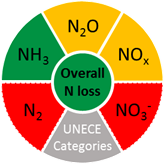 N₂O
NH₃
NOₓ
Overall
N loss
N₂
NO₃⁻
UNECE
Categories